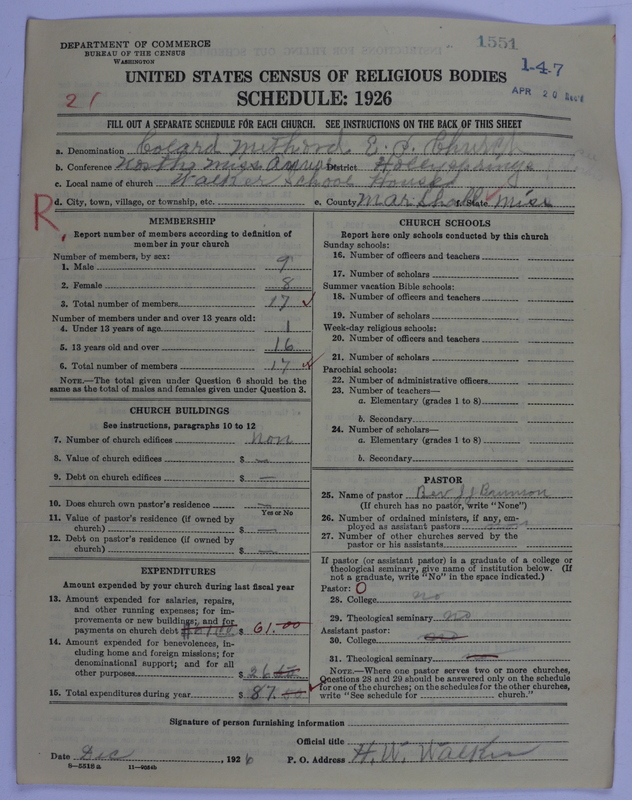 DEPARTMENT OF COMMERCE
BUREAU OF THE CENSUS
WASHINGTON
1551
1-4-7
APR 20 Rec'd
21
UNITED STATES CENSUS OF RELIGIOUS BODIES
SCHEDULE: 1926
FILL OUT A SEPARATE SCHEDULE FOR EACH CHURCH. SEE INSTRUCTIONS ON THE BACK OF THIS SHEET
a. Denomination Colard Methord E. P. Church
b. Conference North Miss Annual District Holly springs
c. Local name of church Walker School House
d. City, town, village, or township, etc. e. County Marshall f. State Miss
R.
MEMBERSHIP
Report number of members according to definition of
member in your church
Number of members, by sex:
1. Male 9
2. Female 8
3. Total number of members 17
Number of members under and over 13 years old:
4. Under 13 years of age 1
5. 13 years old and over 16
6. Total number of members 17
NOTE.—The total given under Question 6 should be the
same as the total of males and females given under Question 3.
CHURCH BUILDINGS
See instructions, paragraphs 10 to 12
7. Number of church edifices non
8. Value of church edifices $ —
9. Debt on church edifices $ —
10. Does church own pastor's residence —
Yes or No
11. Value of pastor's residence (if owned by
church) $ —
12. Debt on pastor's residence (if owned by
church) $ —
EXPENDITURES
Amount expended by your church during last fiscal year
13. Amount expended for salaries, repairs,
and other running expenses; for im-
provements or new buildings; and for
payments on church debt $61.00 $ 61.00
14. Amount expended for benevolences, in-
cluding home and foreign missions; for
denominational support; and for all
other purposes $ 26
15. Total expenditures during year $ 87.00
CHURCH SCHOOLS
Report here only schools conducted by this church
Sunday schools:
16. Number of officers and teachers
17. Number of scholars
Summer vacation Bible schools:
18. Number of officers and teachers
19. Number of scholars
Week-day religious schools:
20. Number of officers and teachers
21. Number of scholars
Parochial schools:
22. Number of administrative officers
23. Number of teachers—
a. Elementary (grades 1 to 8)
b. Secondary
24. Number of scholars—
a. Elementary (grades 1 to 8)
b. Secondary
PASTOR
25. Name of pastor Rev J J Brunson
(If church has no pastor, write "None")
26. Number of ordained ministers, if any, em-
ployed as assistant pastors
27. Number of other churches served by the
pastor or his assistants
If pastor (or assistant pastor) is a graduate of a college or
theological seminary, give name of institution below. (If
not a graduate, write "No" in the space indicated.)
Pastor: O
28. College no
29. Theological seminary no
Assistant pastor:
30. College no
31. Theological seminary no
NOTE.—Where one pastor serves two or more churches,
Questions 28 and 29 should be answered only on the schedule
for one of the churches; on the schedules for the other churches,
write "See schedule for church."
Signature of person furnishing information
Official title
Date Dec , 1926 P. O. Address H. W. Walker
8-5518 a 11-9024b